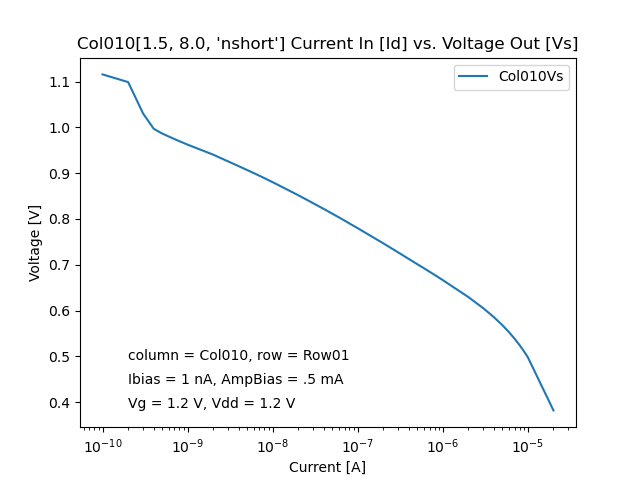 Col010[1.5, 8.0, 'nshort'] Current In [Id] vs. Voltage Out [Vs]
Col010Vs
1.1
1.0
0.9
0.8
0.7
0.6
0.5
0.4
Voltage [V]
column = Col010, row = Row01
Ibias = 1 nA, AmpBias = .5 mA
Vg = 1.2 V, Vdd = 1.2 V
10⁻¹⁰ 10⁻⁹ 10⁻⁸ 10⁻⁷ 10⁻⁶ 10⁻⁵
Current [A]